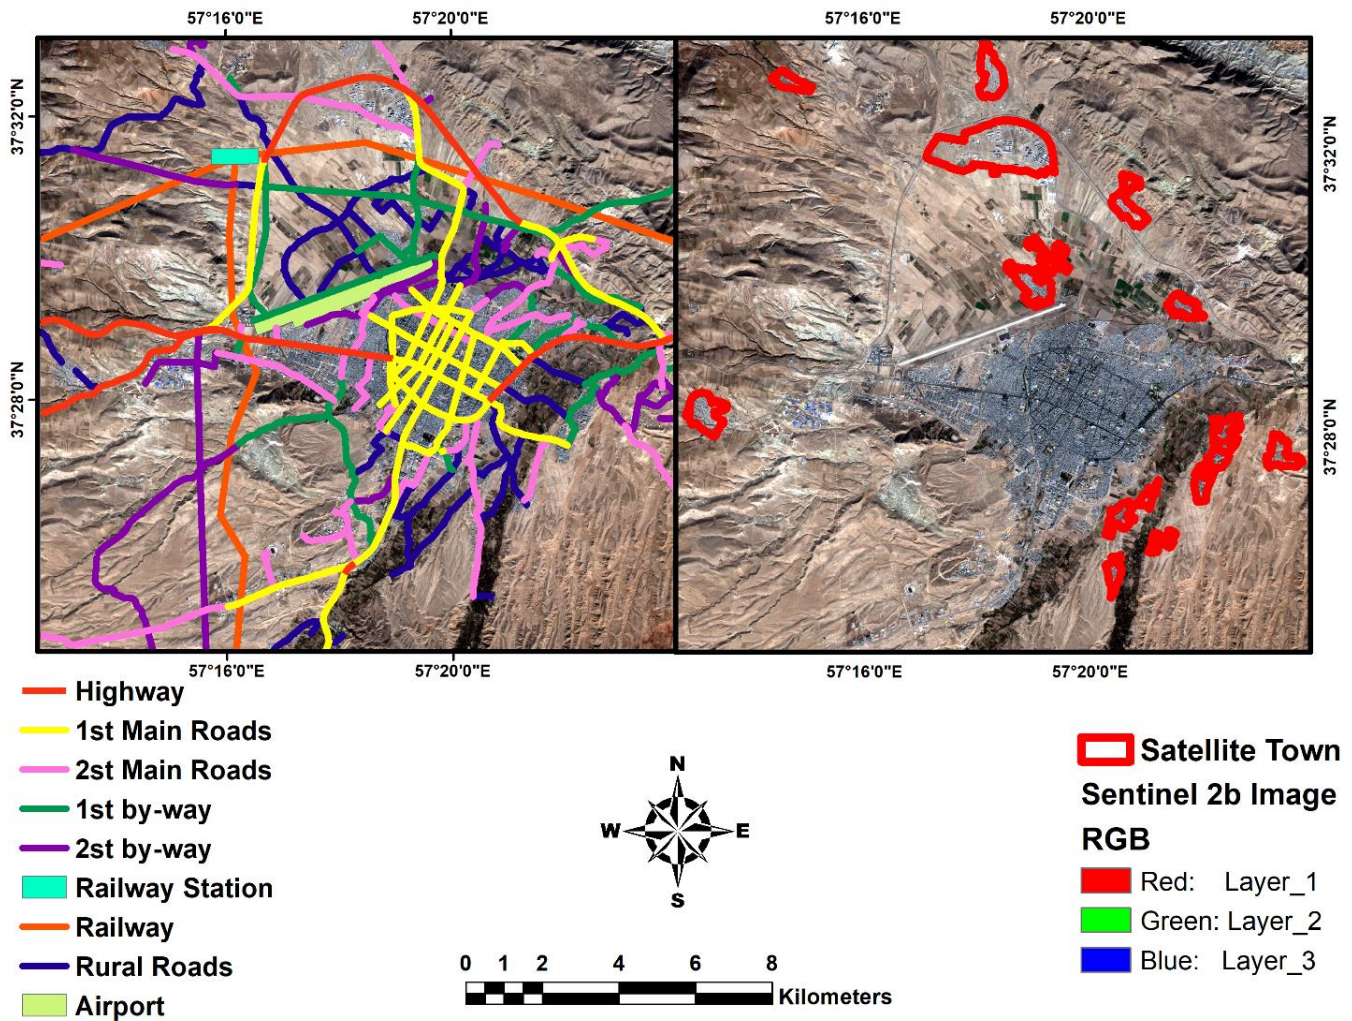 57°16'0"E 57°20'0"E 57°16'0"E 57°20'0"E
37°32'0"N
37°28'0"N
37°32'0"N
37°28'0"N
57°16'0"E 57°20'0"E 57°16'0"E 57°20'0"E
Highway
1st Main Roads
2st Main Roads
1st by-way
2st by-way
Railway Station
Railway
Rural Roads
Airport
N
W E
S
0 1 2 4 6 8
Kilometers
Satellite Town
Sentinel 2b Image
RGB
Red: Layer_1
Green: Layer_2
Blue: Layer_3